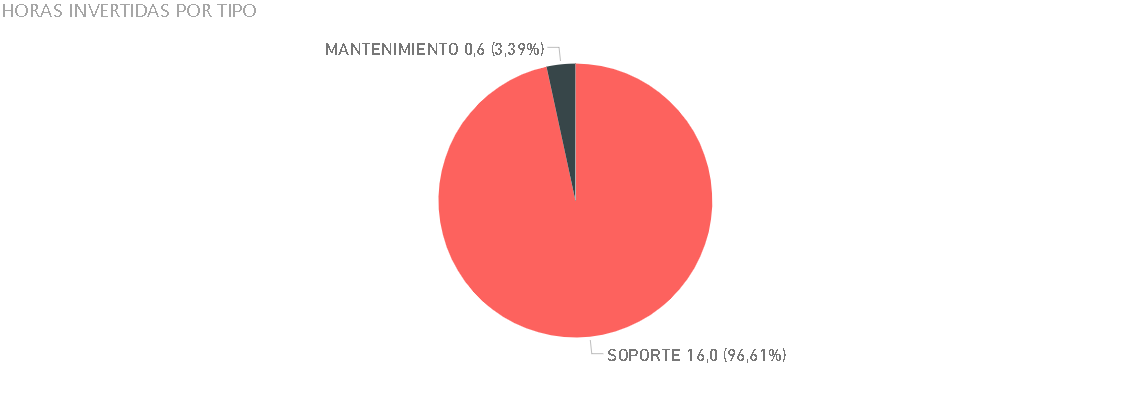 HORAS INVERTIDAS POR TIPO
MANTENIMIENTO 0,6 (3,39%)
SOPORTE 16,0 (96,61%)